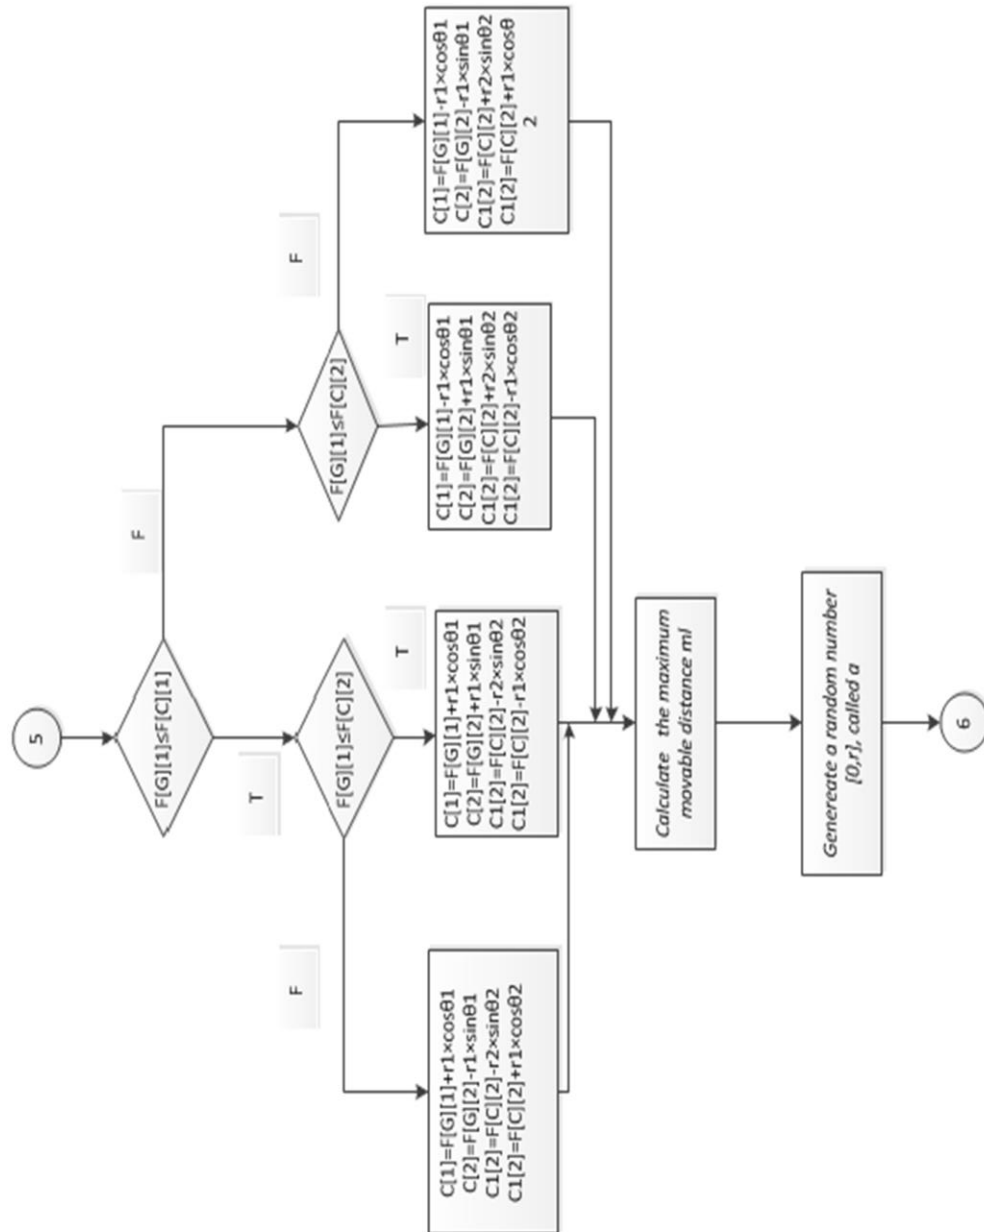 5
F[G][1]≤F[C][1]
F
T
F[G][1]≤F[C][2]
F[G][1]≤F[C][2]
F
T
T
F
C[1]=F[G][1]+r1×cosθ1
C[2]=F[G][2]-r1×sinθ1
C1[2]=F[C][2]-r2×sinθ2
C1[2]=F[C][2]+r1×cosθ2
C[1]=F[G][1]+r1×cosθ1
C[2]=F[G][2]+r1×sinθ1
C1[2]=F[C][2]-r2×sinθ2
C1[2]=F[C][2]-r1×cosθ2
C[1]=F[G][1]-r1×cosθ1
C[2]=F[G][2]+r1×sinθ1
C1[2]=F[C][2]+r2×sinθ2
C1[2]=F[C][2]-r1×cosθ2
C[1]=F[G][1]-r1×cosθ1
C[2]=F[G][2]-r1×sinθ1
C1[2]=F[C][2]+r2×sinθ2
C1[2]=F[C][2]+r1×cosθ
2
Calculate the maximum
movable distance ml
Genereate a random number
[0,r], called a
6